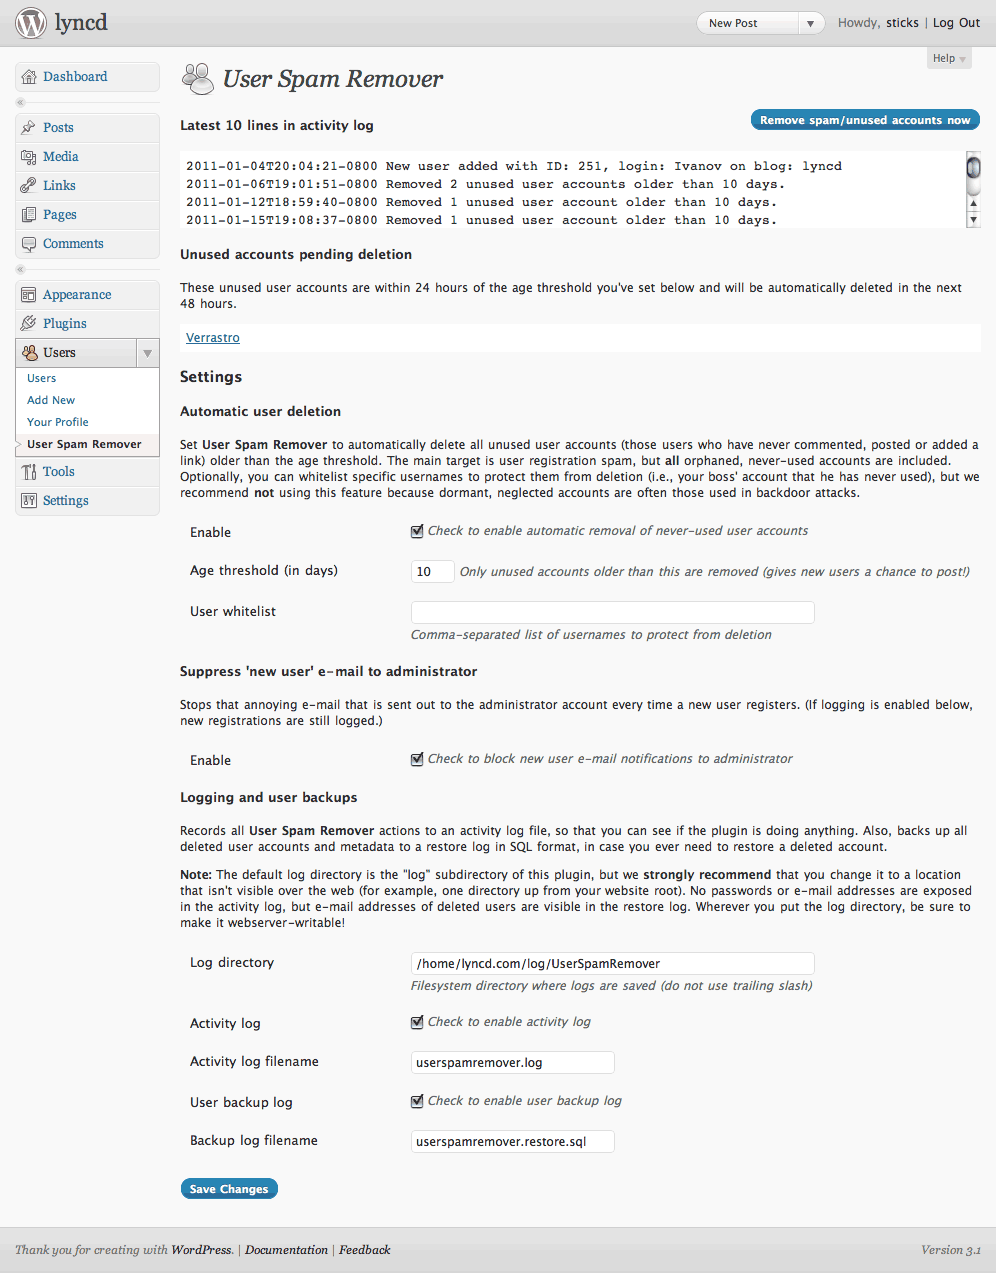 lyncd
New Post
Howdy, sticks | Log Out
Help
Dashboard
Posts
Media
Links
Pages
Comments
Appearance
Plugins
Users
Users
Add New
Your Profile
User Spam Remover
Tools
Settings
User Spam Remover
Latest 10 lines in activity log
Remove spam/unused accounts now
2011-01-04T20:04:21-0800 New user added with ID: 251, login: Ivanov on blog: lyncd
2011-01-06T19:01:51-0800 Removed 2 unused user accounts older than 10 days.
2011-01-12T18:59:40-0800 Removed 1 unused user account older than 10 days.
2011-01-15T19:08:37-0800 Removed 1 unused user account older than 10 days.
Unused accounts pending deletion
These unused user accounts are within 24 hours of the age threshold you've set below and will be automatically deleted in the next
48 hours.
Verrastro
Settings
Automatic user deletion
Set User Spam Remover to automatically delete all unused user accounts (those users who have never commented, posted or added a
link) older than the age threshold. The main target is user registration spam, but all orphaned, never-used accounts are included.
Optionally, you can whitelist specific usernames to protect them from deletion (i.e., your boss' account that he has never used), but we
recommend not using this feature because dormant, neglected accounts are often those used in backdoor attacks.
Enable
Check to enable automatic removal of never-used user accounts
Age threshold (in days)
10 Only unused accounts older than this are removed (gives new users a chance to post!)
User whitelist
Comma-separated list of usernames to protect from deletion
Suppress 'new user' e-mail to administrator
Stops that annoying e-mail that is sent out to the administrator account every time a new user registers. (If logging is enabled below,
new registrations are still logged.)
Enable
Check to block new user e-mail notifications to administrator
Logging and user backups
Records all User Spam Remover actions to an activity log file, so that you can see if the plugin is doing anything. Also, backs up all
deleted user accounts and metadata to a restore log in SQL format, in case you ever need to restore a deleted account.
Note: The default log directory is the "log" subdirectory of this plugin, but we strongly recommend that you change it to a location
that isn't visible over the web (for example, one directory up from your website root). No passwords or e-mail addresses are exposed
in the activity log, but e-mail addresses of deleted users are visible in the restore log. Wherever you put the log directory, be sure to
make it webserver-writable!
Log directory
/home/lyncd.com/log/UserSpamRemover
Filesystem directory where logs are saved (do not use trailing slash)
Activity log
Check to enable activity log
Activity log filename
userspamremover.log
User backup log
Check to enable user backup log
Backup log filename
userspamremover.restore.sql
Save Changes
Thank you for creating with WordPress. | Documentation | Feedback
Version 3.1